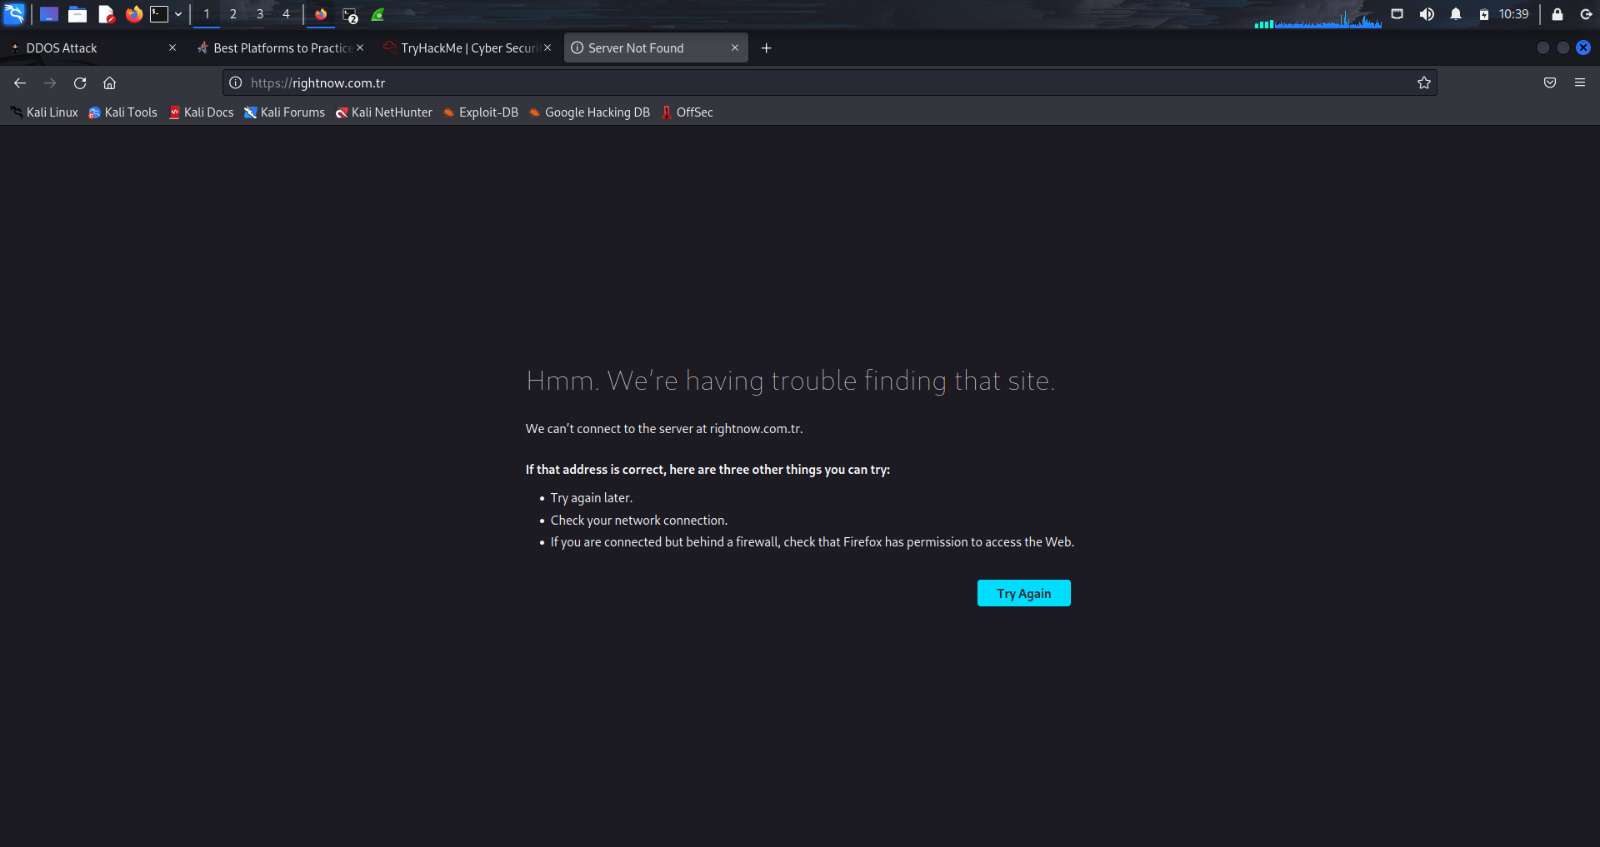 1 2 3 4 2 10:39
DDOS Attack Best Platforms to Practice TryHackMe | Cyber Securi Server Not Found
https://rightnow.com.tr
Kali Linux Kali Tools Kali Docs Kali Forums Kali NetHunter Exploit-DB Google Hacking DB OffSec
Hmm. We're having trouble finding that site.
We can't connect to the server at rightnow.com.tr.
If that address is correct, here are three other things you can try:
• Try again later.
• Check your network connection.
• If you are connected but behind a firewall, check that Firefox has permission to access the Web.
Try Again